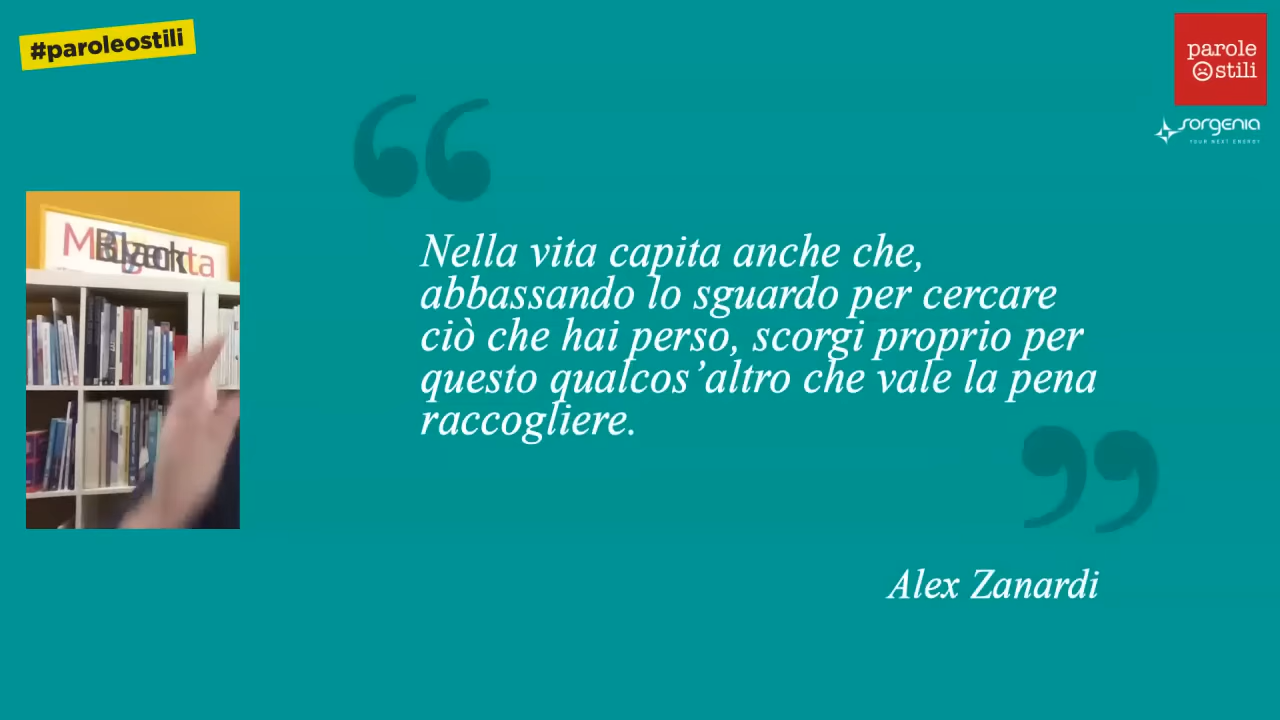 #paroleostili
parole
ostili
sorgenia
YOUR NEXT ENERGY
Nella vita capita anche che,
abbassando lo sguardo per cercare
ciò che hai perso, scorgi proprio per
questo qualcos’altro che vale la pena
raccogliere.
Alex Zanardi